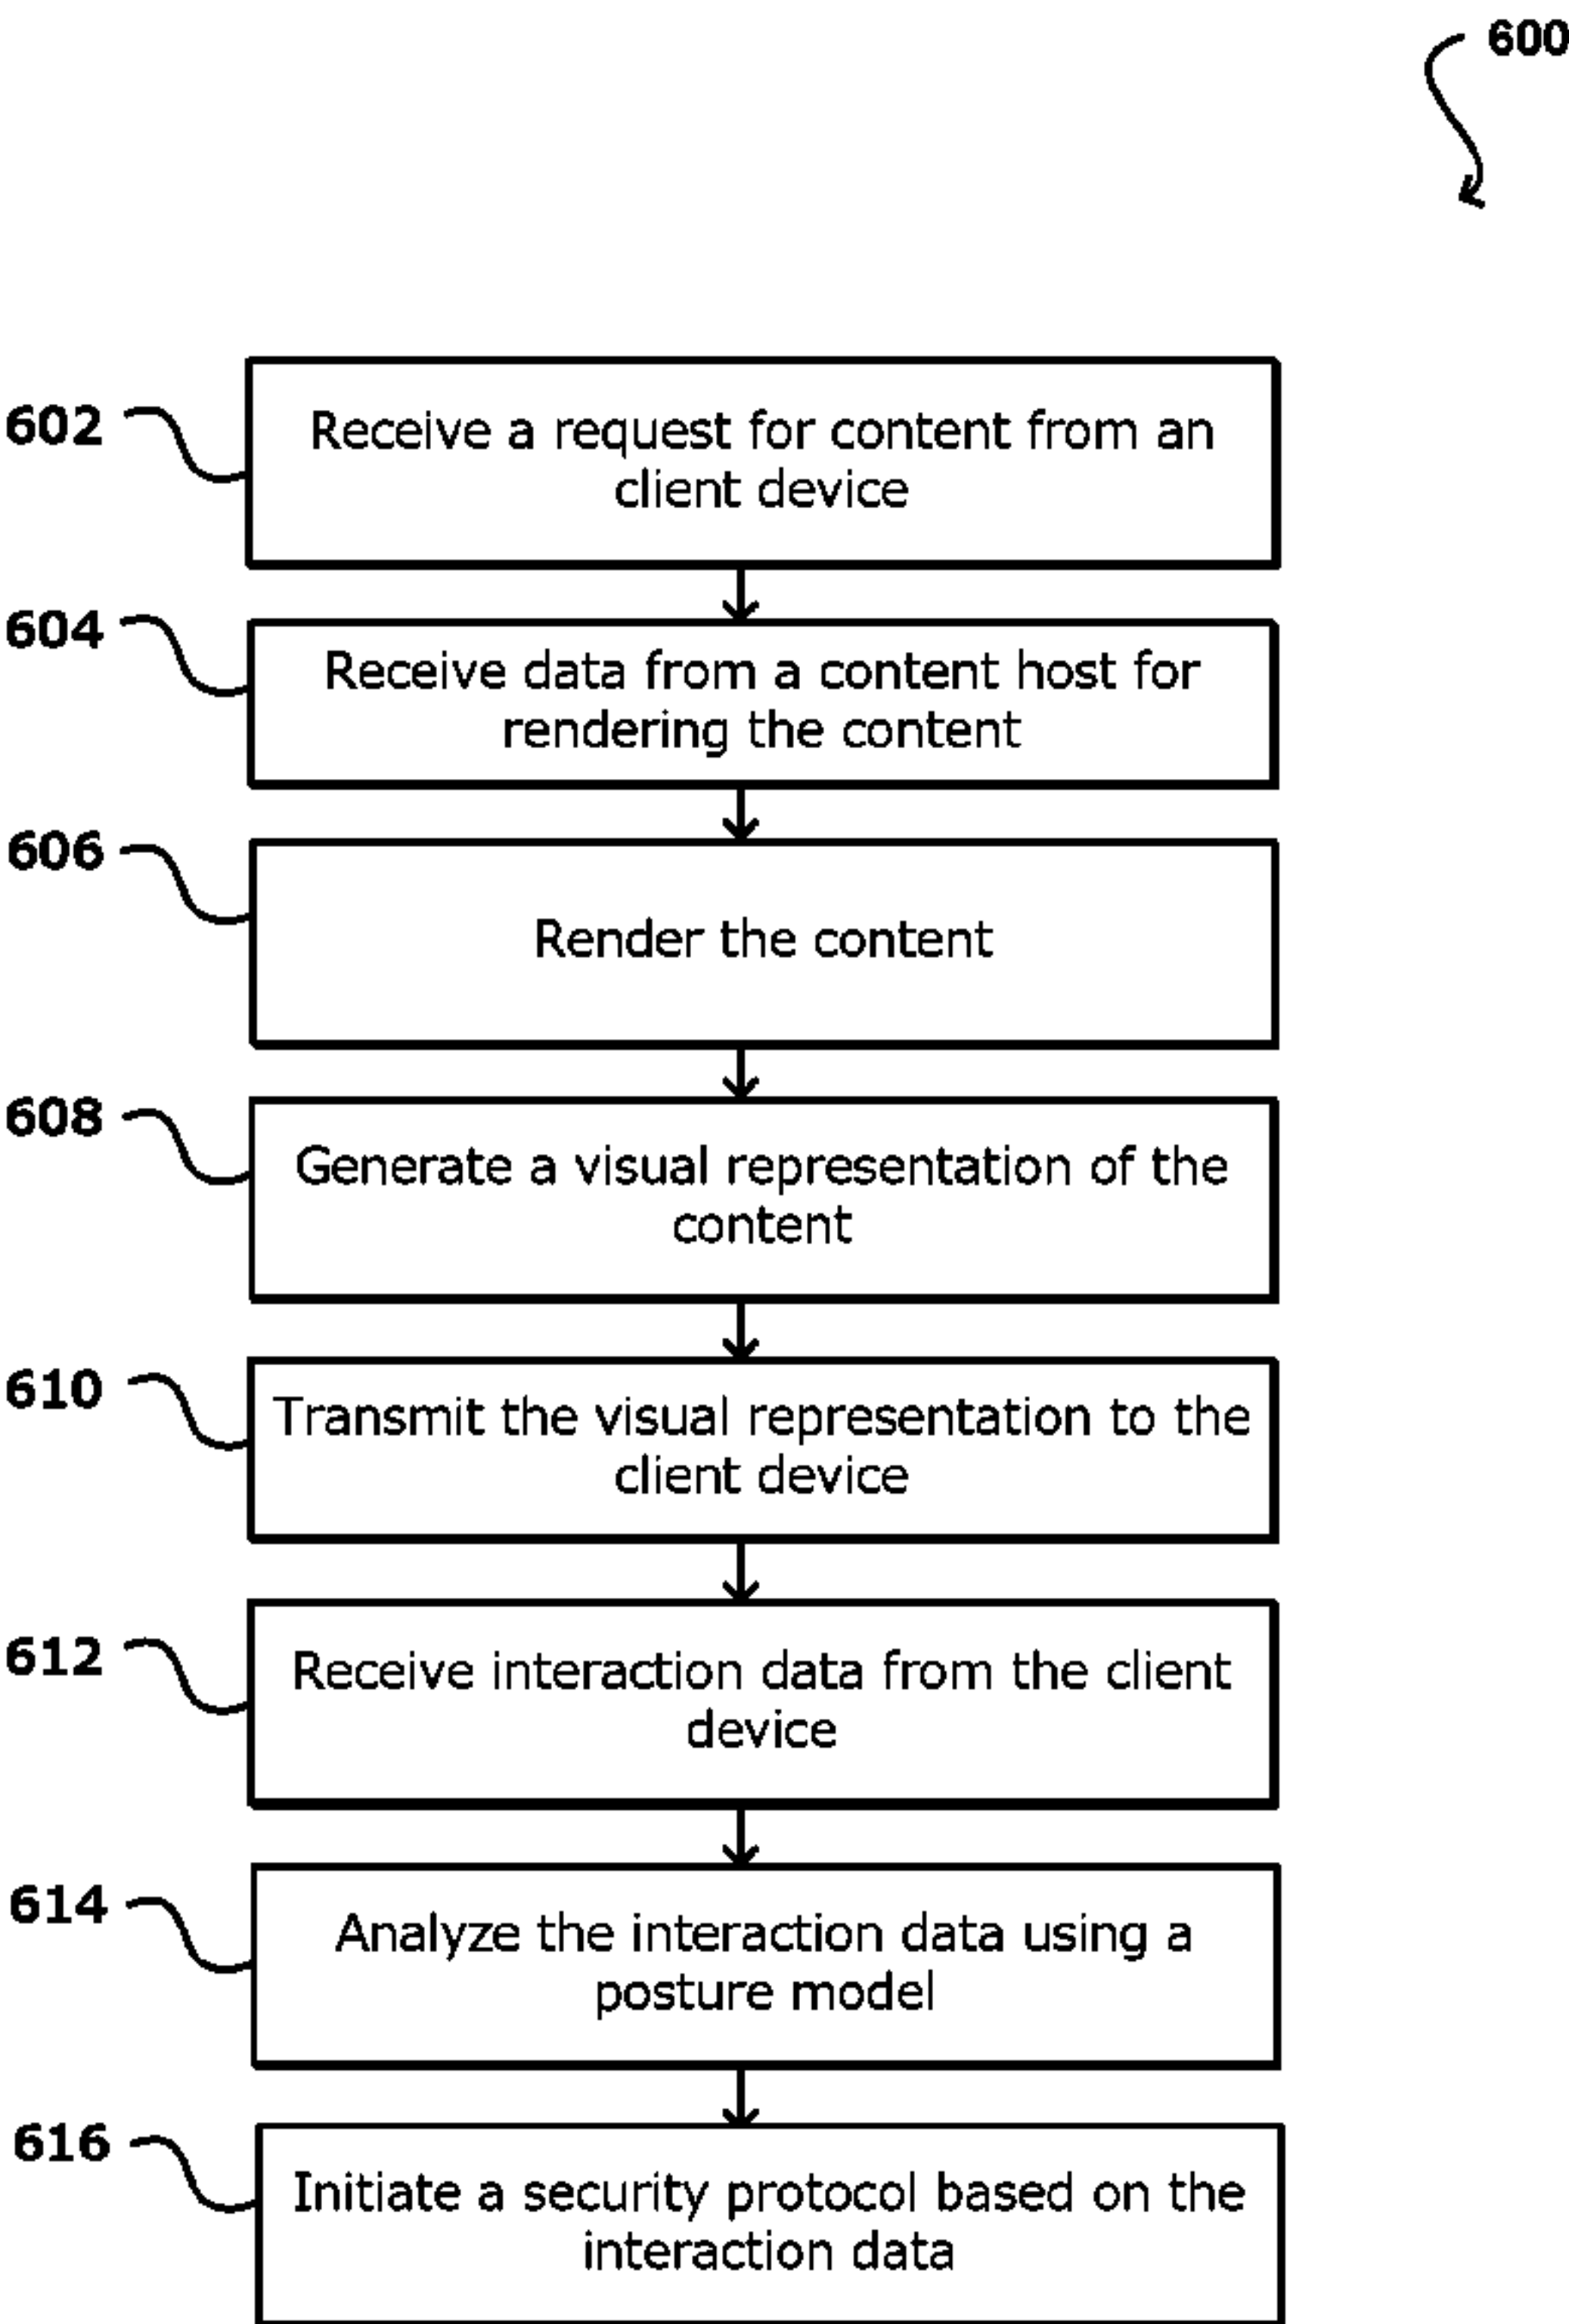 600
602
Receive a request for content from an
client device
604
Receive data from a content host for
rendering the content
606
Render the content
608
Generate a visual representation of the
content
610
Transmit the visual representation to the
client device
612
Receive interaction data from the client
device
614
Analyze the interaction data using a
posture model
616
Initiate a security protocol based on the
interaction data